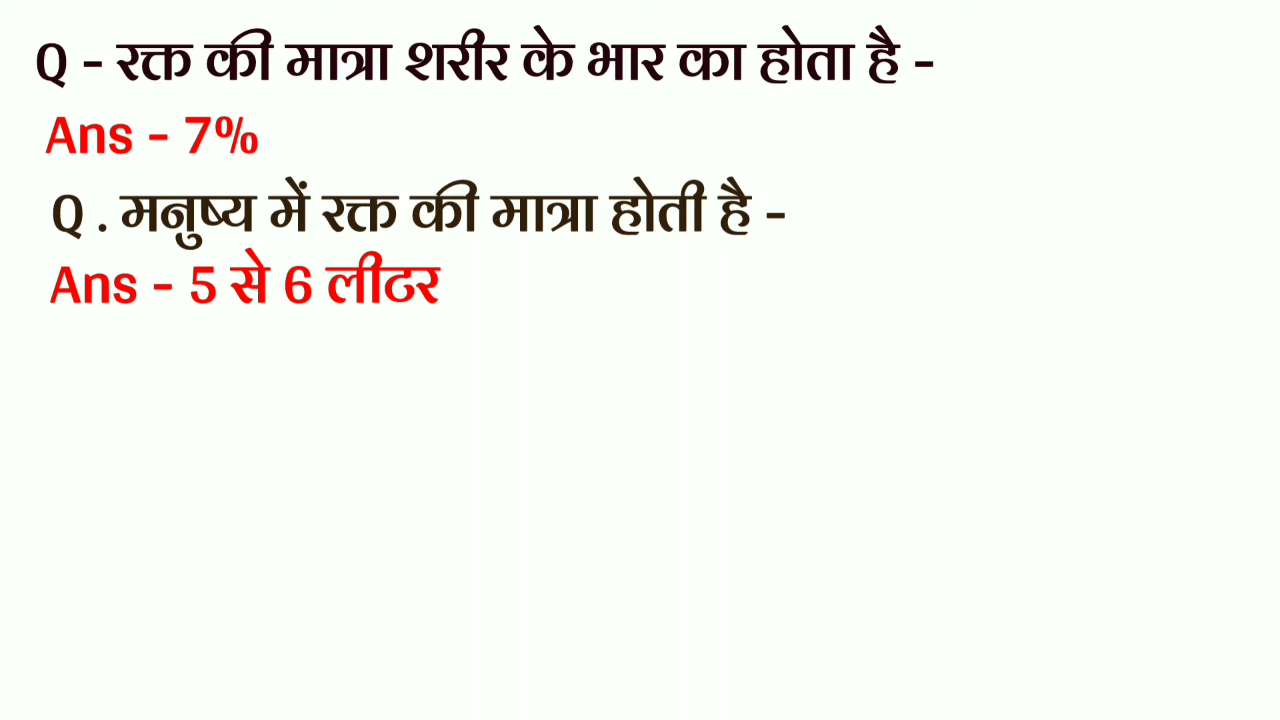 Q - रक्त की मात्रा शरीर के भार का होता है -
Ans - 7%
Q . मनुष्य में रक्त की मात्रा होती है -
Ans - 5 से 6 लीटर